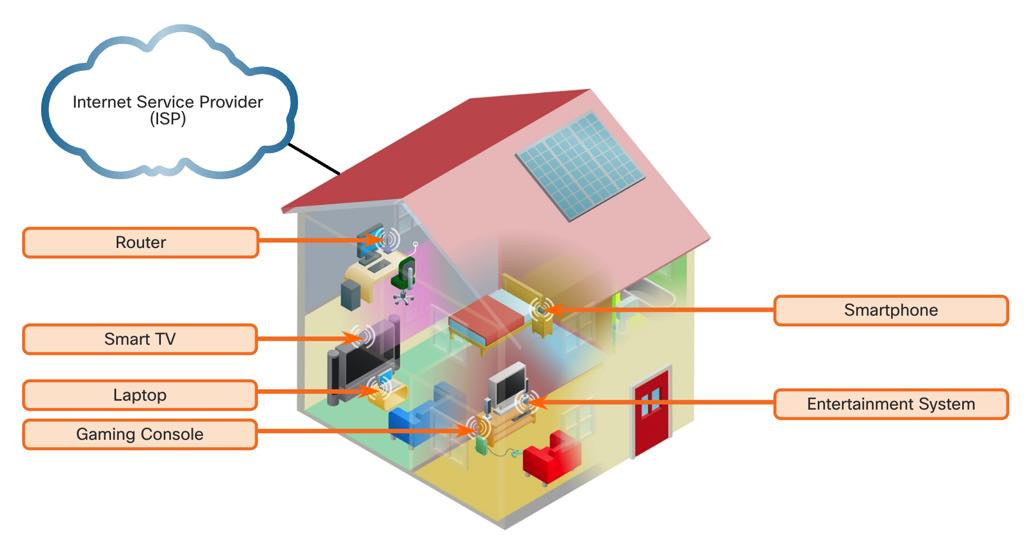 Internet Service Provider
(ISP)
Router
Smart TV
Laptop
Gaming Console
Smartphone
Entertainment System